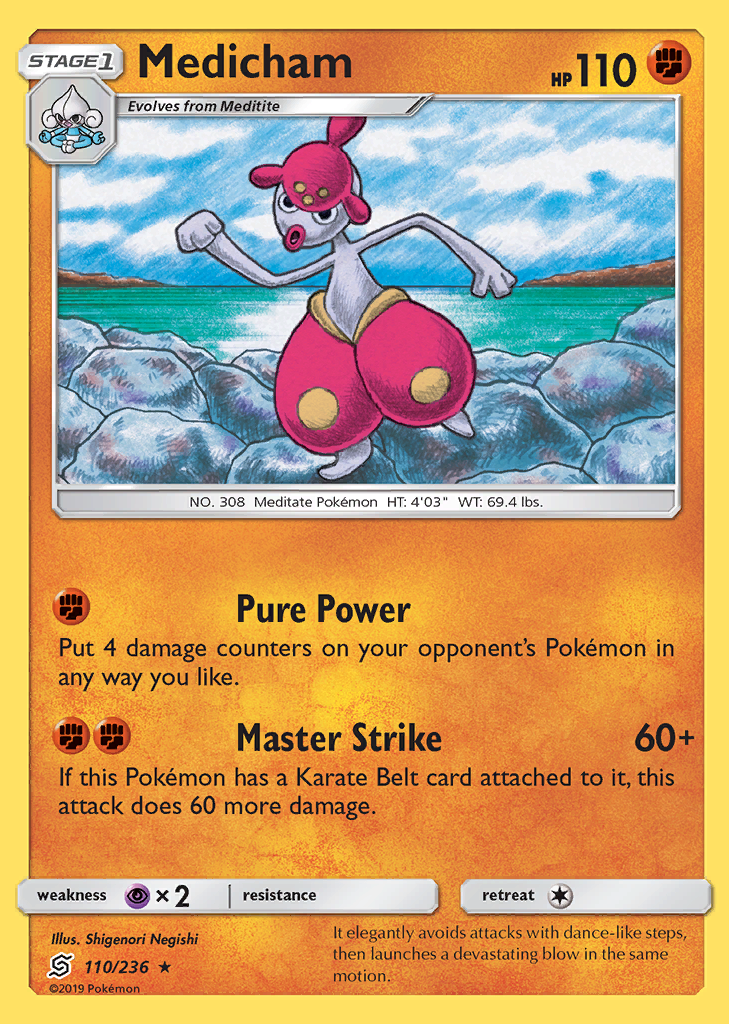 STAGE1
Medicham
HP 110
Evolves from Meditite
NO. 308 Meditate Pokémon HT: 4'03" WT: 69.4 lbs.
Pure Power
Put 4 damage counters on your opponent's Pokémon in
any way you like.
Master Strike 60+
If this Pokémon has a Karate Belt card attached to it, this
attack does 60 more damage.
weakness × 2 resistance retreat
Illus. Shigenori Negishi
110/236 ★
©2019 Pokémon
It elegantly avoids attacks with dance-like steps,
then launches a devastating blow in the same
motion.